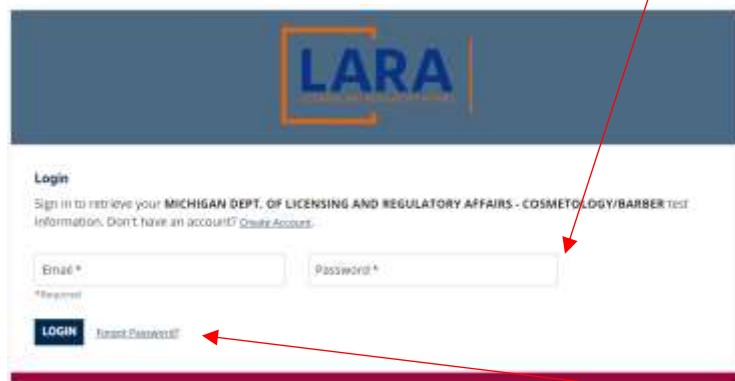 LARA
Login
Sign in to retrieve your MICHIGAN DEPT. OF LICENSING AND REGULATORY AFFAIRS - COSMETOLOGY/BARBER test
information. Don't have an account? Create Account.
Email * Password *
*Required
LOGIN Forgot Password?